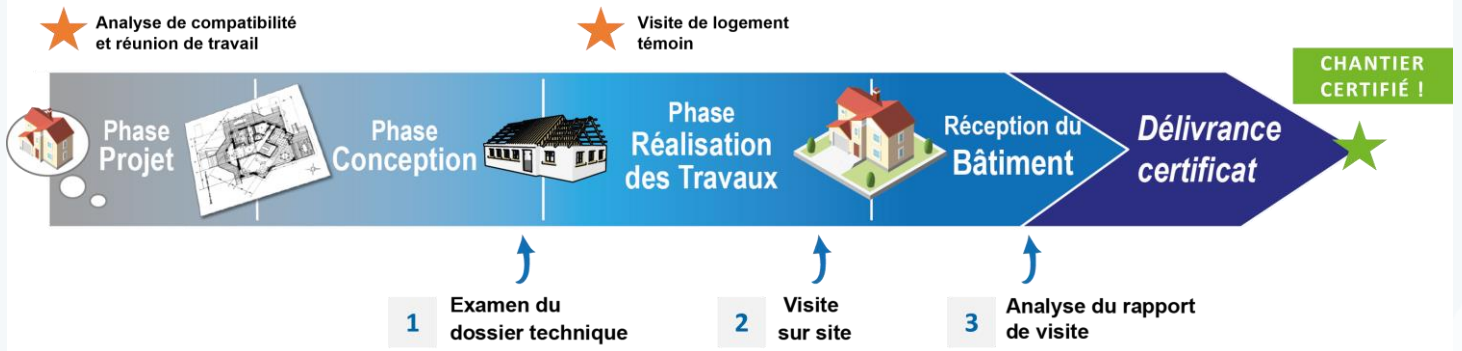 Analyse de compatibilité
et réunion de travail
Visite de logement
témoin
CHANTIER
CERTIFIÉ !
Phase
Projet
Phase
Conception
Phase
Réalisation
des Travaux
Réception du
Bâtiment
Délivrance
certificat
1
Examen du
dossier technique
2
Visite
sur site
3
Analyse du rapport
de visite